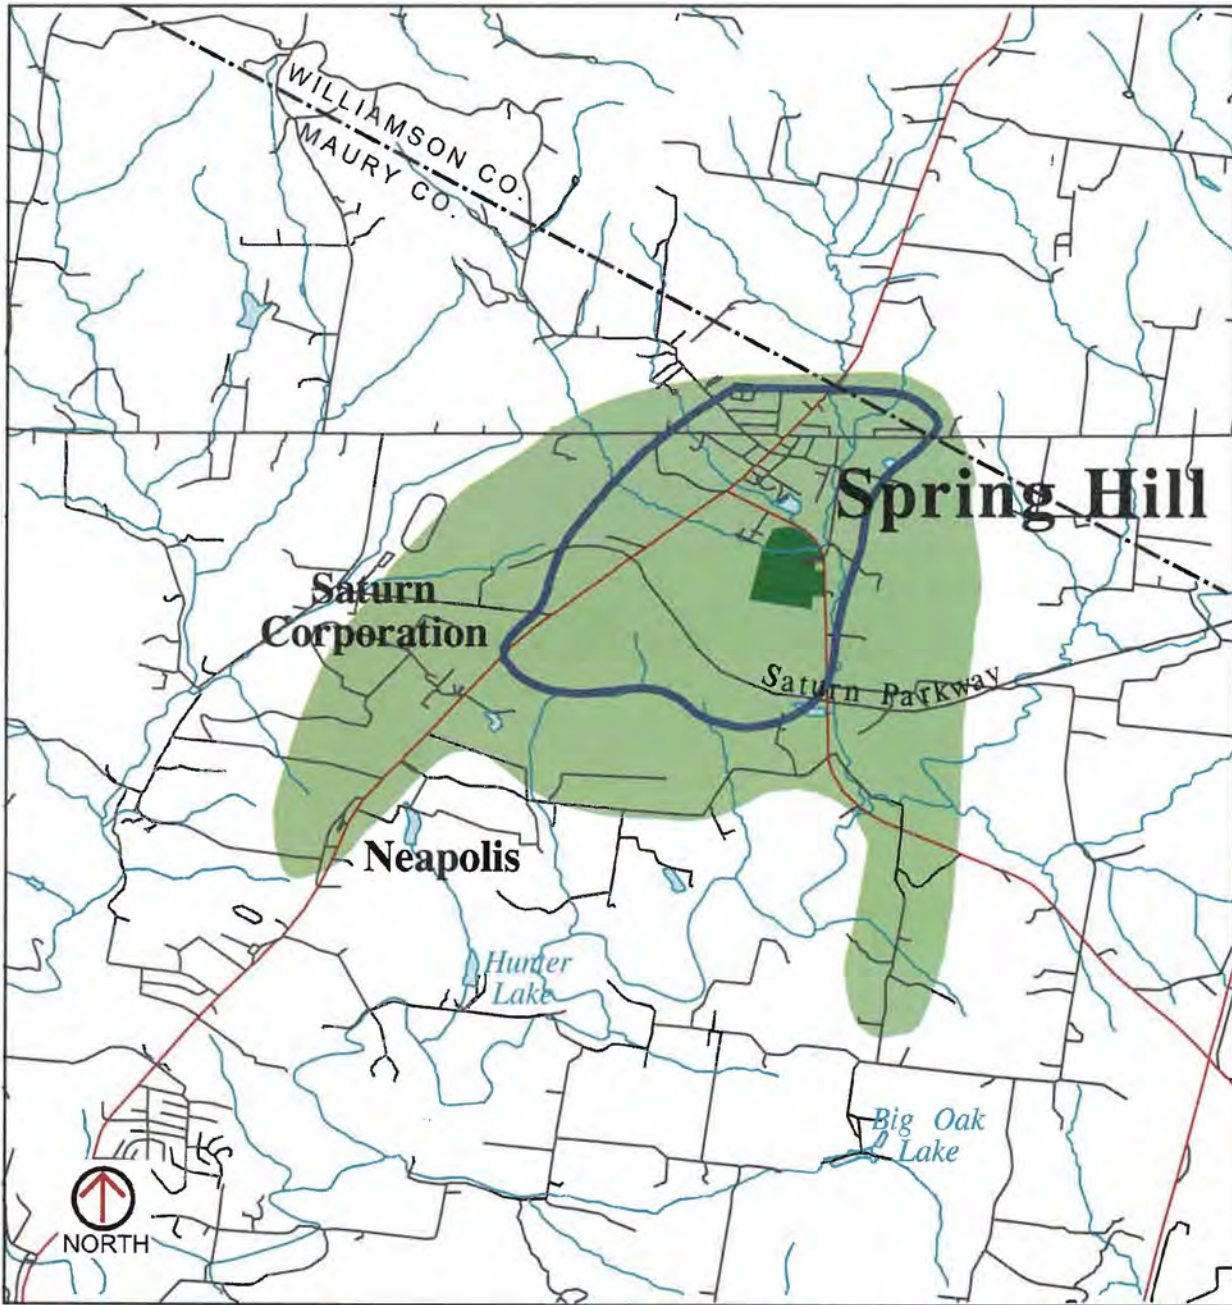 WILLIAMSON CO.
MAURY CO.
Spring Hill
Saturn
Corporation
Saturn Parkway
Neapolis
Hunter
Lake
Big Oak
Lake
NORTH